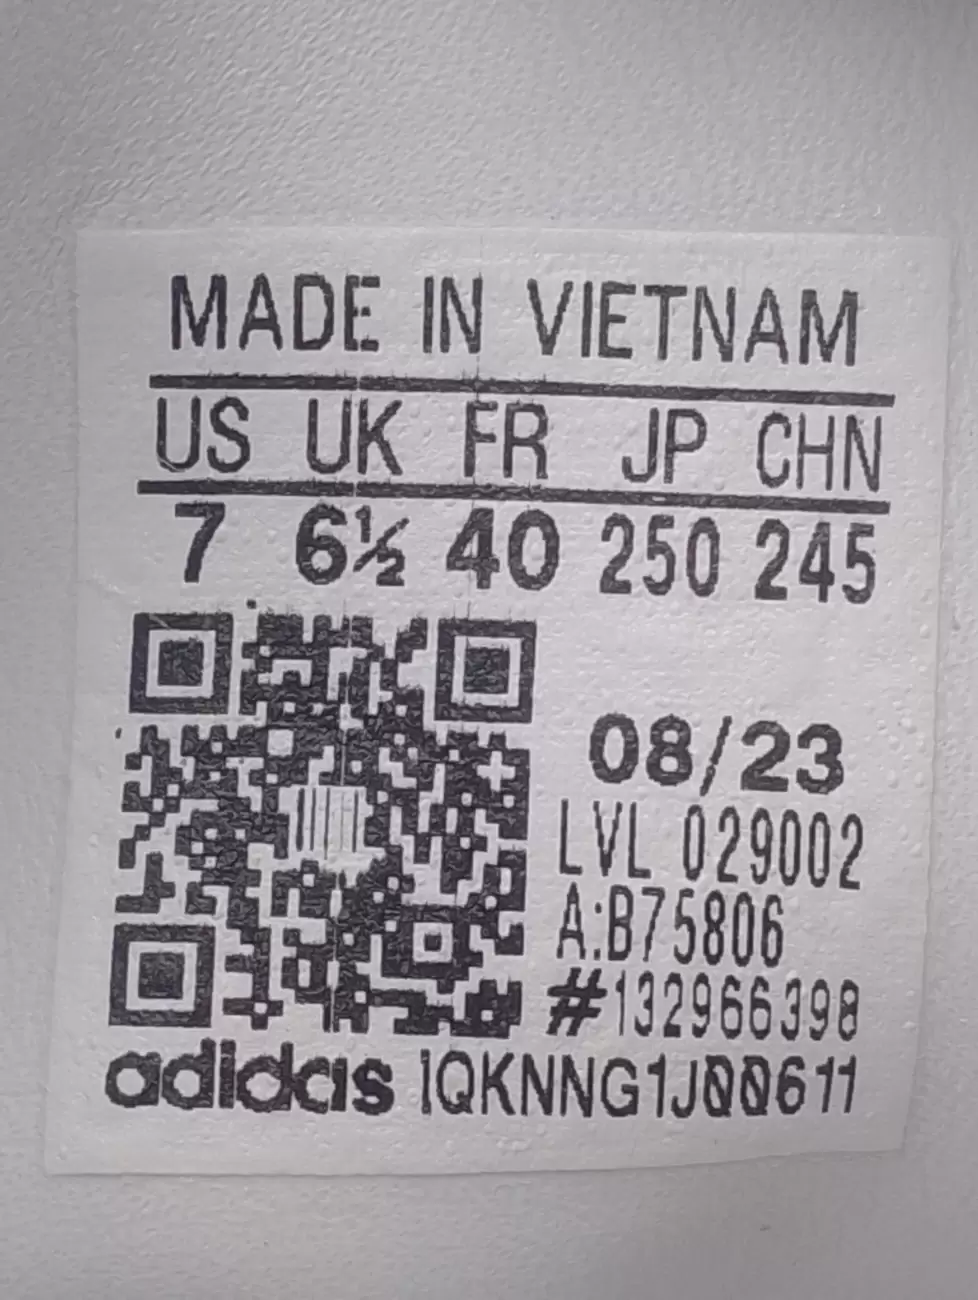 MADE IN VIETNAM
US UK FR JP CHN
7 6½ 40 250 245
08/23
LVL 029002
A:B75806
#132966398
adidas 1QKNNG1J00611